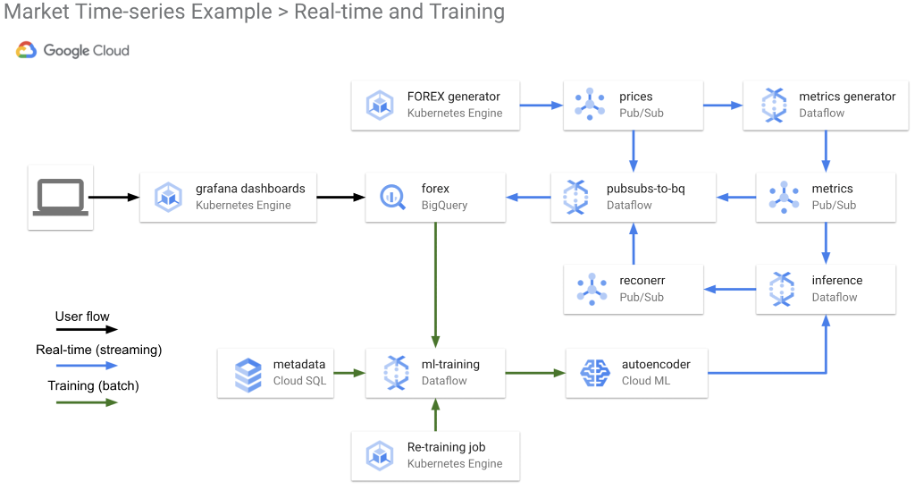 Market Time-series Example > Real-time and Training
Google Cloud
FOREX generator
Kubernetes Engine
prices
Pub/Sub
metrics generator
Dataflow
grafana dashboards
Kubernetes Engine
forex
BigQuery
pubsubs-to-bq
Dataflow
metrics
Pub/Sub
reconerr
Pub/Sub
inference
Dataflow
User flow
Real-time (streaming)
Training (batch)
metadata
Cloud SQL
ml-training
Dataflow
autoencoder
Cloud ML
Re-training job
Kubernetes Engine